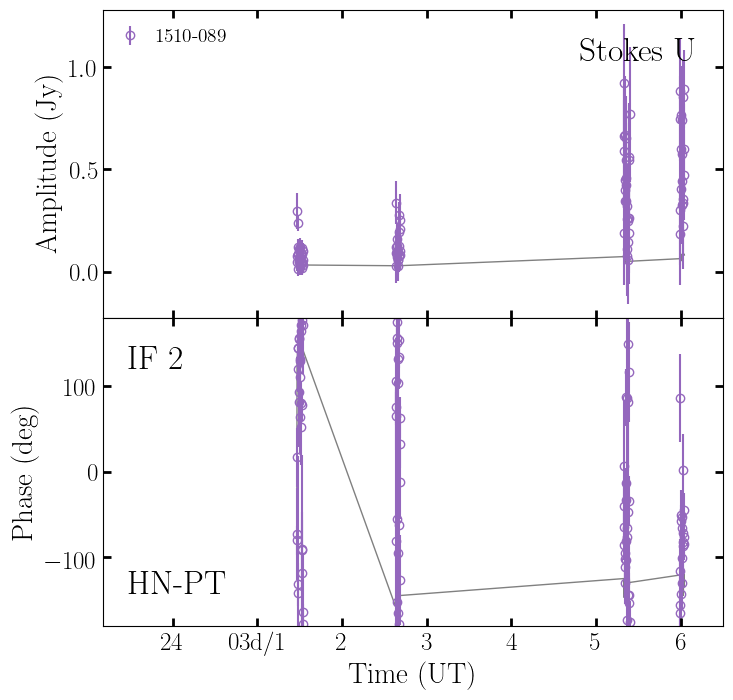 1510-089
Stokes U
Amplitude (Jy)
1.0
0.5
0.0
IF 2
HN-PT
Phase (deg)
100
0
−100
24 03d/1 2 3 4 5 6
Time (UT)